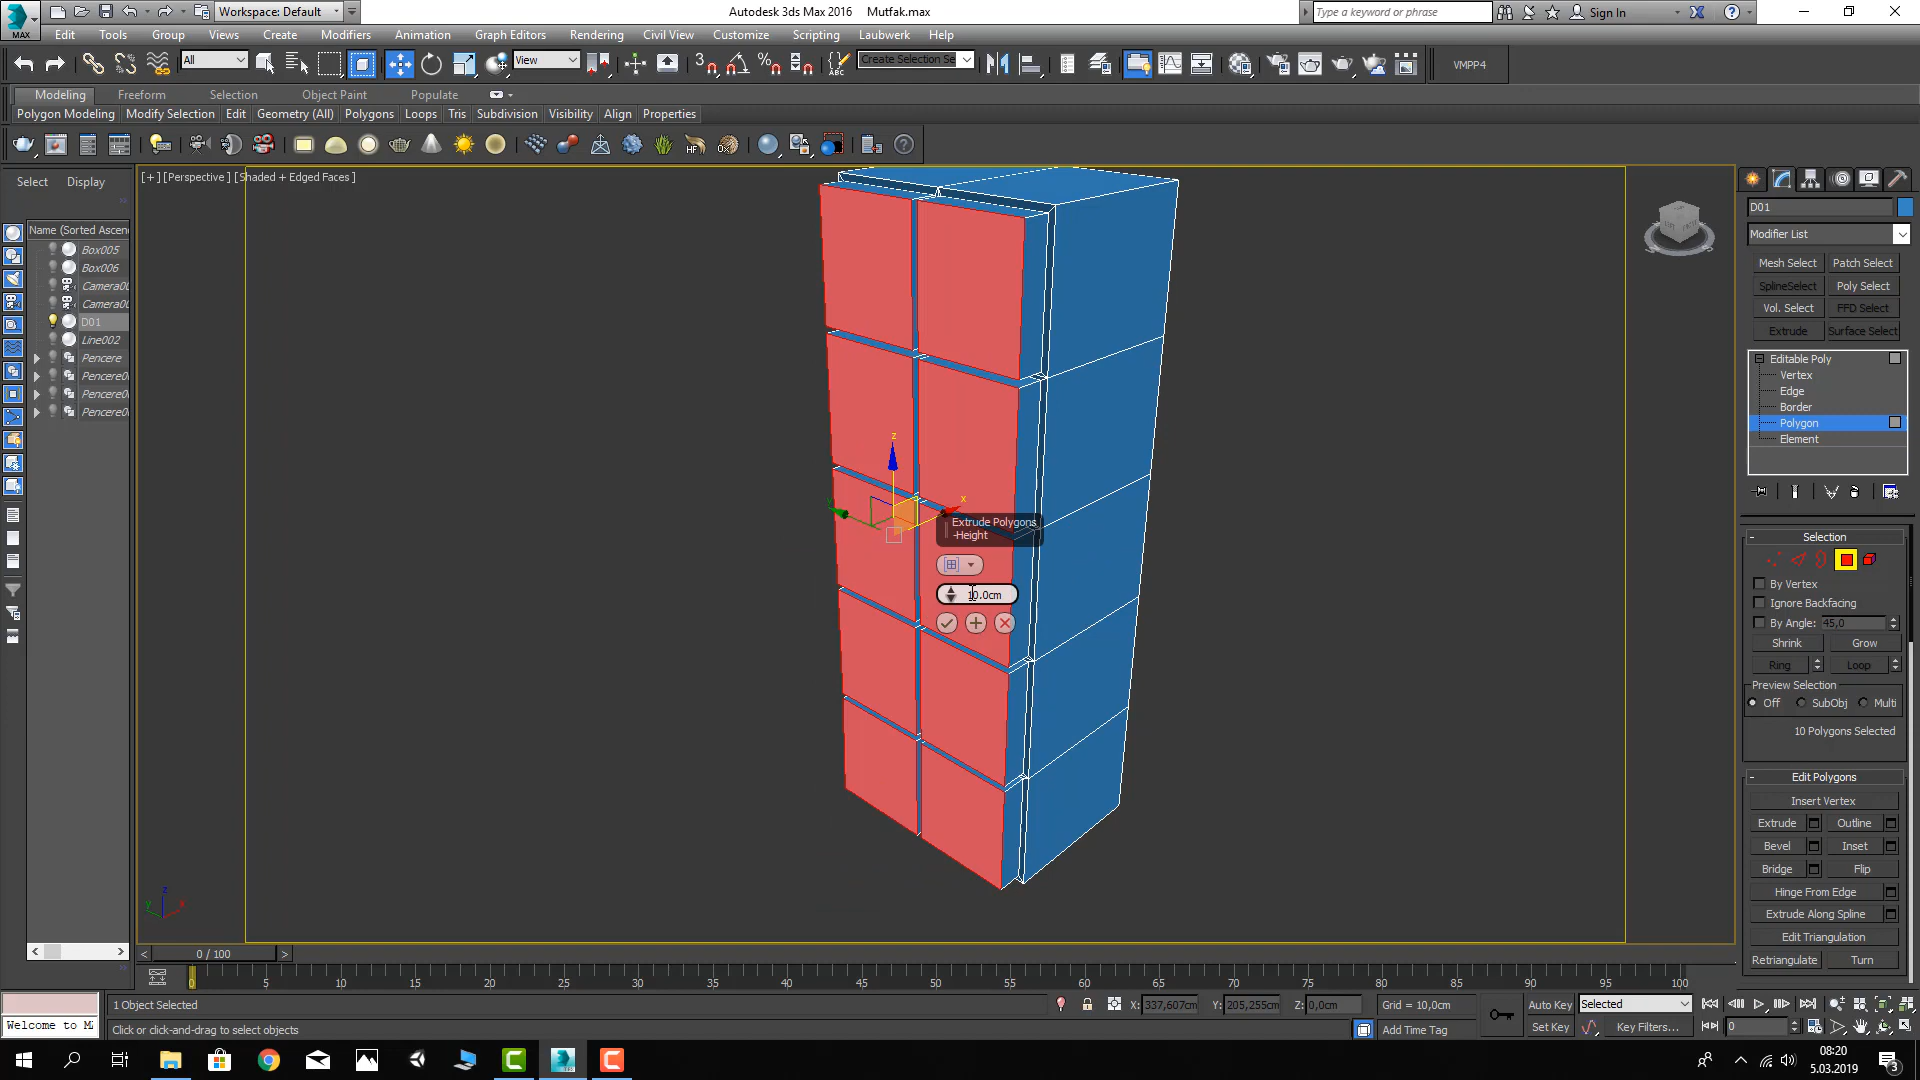 Workspace: Default
Autodesk 3ds Max 2016    Mutfak.max
Type a keyword or phrase
Sign In
MAX
Edit Tools Group Views Create Modifiers Animation Graph Editors Rendering Civil View Customize Scripting Laubwerk Help
All
View
Create Selection Se
VMPP4
Modeling Freeform Selection Object Paint Populate
Polygon Modeling Modify Selection Edit Geometry (All) Polygons Loops Tris Subdivision Visibility Align Properties
Select Display
[+] [Perspective ] [Shaded + Edged Faces ]
Name (Sorted Ascen
Box005
Box006
Camera00
Camera00
D01
Line002
Pencere
Pencere0
Pencere0
Pencere0
Extrude Polygons
-Height
10.0cm
D01
Modifier List
Mesh Select Patch Select
SplineSelect Poly Select
Vol. Select FFD Select
Extrude Surface Select
Editable Poly
Vertex
Edge
Border
Polygon
Element
- Selection
By Vertex
Ignore Backfacing
By Angle: 45,0
Shrink Grow
Ring Loop
Preview Selection
Off SubObj Multi
10 Polygons Selected
- Edit Polygons
Insert Vertex
Extrude Outline
Bevel Inset
Bridge Flip
Hinge From Edge
Extrude Along Spline
Edit Triangulation
Retriangulate Turn
< 0 / 100 >
0 5 10 15 20 25 30 35 40 45 50 55 60 65 70 75 80 85 90 95 100
1 Object Selected
X: 337,607cm Y: 205,255cm Z: 0,0cm Grid = 10,0cm
Auto Key Selected
Welcome to M
Click or click-and-drag to select objects
Add Time Tag
Set Key Key Filters... 0
08:20
5.03.2019
3